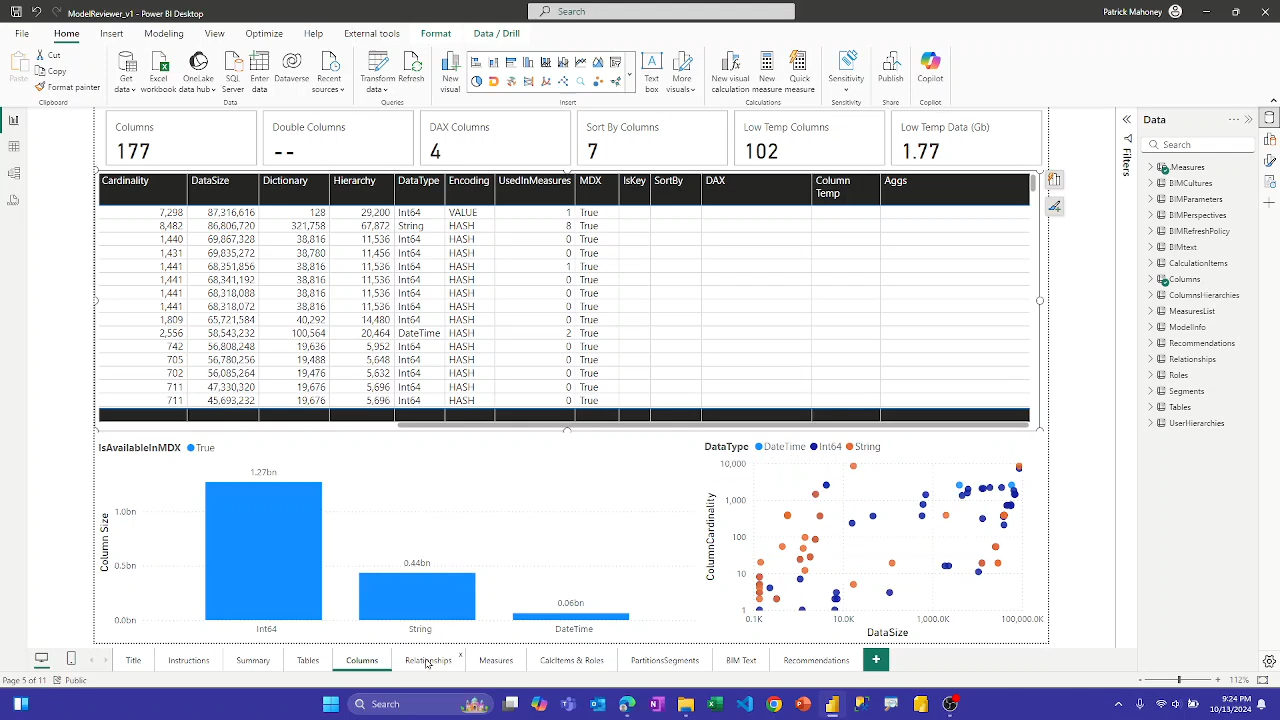 ModelReviewer_v1 - Power BI Desktop
Search
Patrick Mahoney
File Home Insert Modeling View Optimize Help External tools Format Data / Drill
Paste
Cut
Copy
Format painter
Clipboard
Get data
Excel workbook
OneLake data hub
SQL Server
Enter data
Dataverse
Recent sources
Data
Transform data
Refresh
Queries
New visual
Text box
More visuals
Insert
New visual calculation
New measure
Quick measure
Calculations
Sensitivity
Sensitivity
Publish
Share
Copilot
Copilot
Columns
177
Double Columns
--
DAX Columns
4
Sort By Columns
7
Low Temp Columns
102
Low Temp Data (Gb)
1.77
Cardinality DataSize Dictionary Hierarchy DataType Encoding UsedInMeasures MDX IsKey SortBy DAX Column Temp Aggs
7,298 87,316,616 128 29,200 Int64 VALUE 1 True
8,482 86,806,720 321,758 67,872 String HASH 8 True
1,440 69,867,328 38,816 11,536 Int64 HASH 0 True
1,431 69,835,272 38,780 11,456 Int64 HASH 0 True
1,441 68,351,856 38,816 11,536 Int64 HASH 1 True
1,441 68,341,192 38,816 11,536 Int64 HASH 0 True
1,441 68,318,088 38,816 11,536 Int64 HASH 0 True
1,441 68,318,072 38,816 11,536 Int64 HASH 0 True
1,809 65,721,584 40,292 14,480 Int64 HASH 0 True
2,556 58,543,232 100,564 20,464 DateTime HASH 2 True
742 56,808,248 19,636 5,952 Int64 HASH 0 True
705 56,780,256 19,488 5,648 Int64 HASH 0 True
702 56,085,264 19,476 5,632 Int64 HASH 0 True
711 47,330,320 19,676 5,696 Int64 HASH 0 True
711 45,693,232 19,676 5,696 Int64 HASH 0 True
IsAvailableInMDX True
1.27bn
1.0bn
0.5bn
0.0bn
0.44bn
0.06bn
Column Size
Int64 String DateTime
DataType DateTime Int64 String
10,000
1,000
100
10
1
ColumnCardinality
0.1K 10.0K 1,000.0K 100,000.0K
DataSize
Filters
Data
Search
Measures
BIMCultures
BIMParameters
BIMPerspectives
BIMRefreshPolicy
BIMtext
CalculationItems
Columns
ColumnsHierarchies
MeasuresList
ModelInfo
Recommendations
Relationships
Roles
Segments
Tables
UserHierarchies
Title Instructions Summary Tables Columns Relationships Measures CalcItems & Roles PartitionsSegments BIM Text Recommendations
Page 5 of 11 Public
112%
Search
9:24 PM
10/13/2024